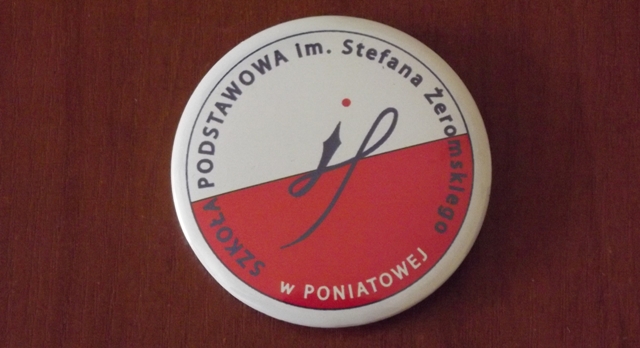 SZKOŁA PODSTAWOWA im. Stefana Żeromskiego
w PONIATOWEJ